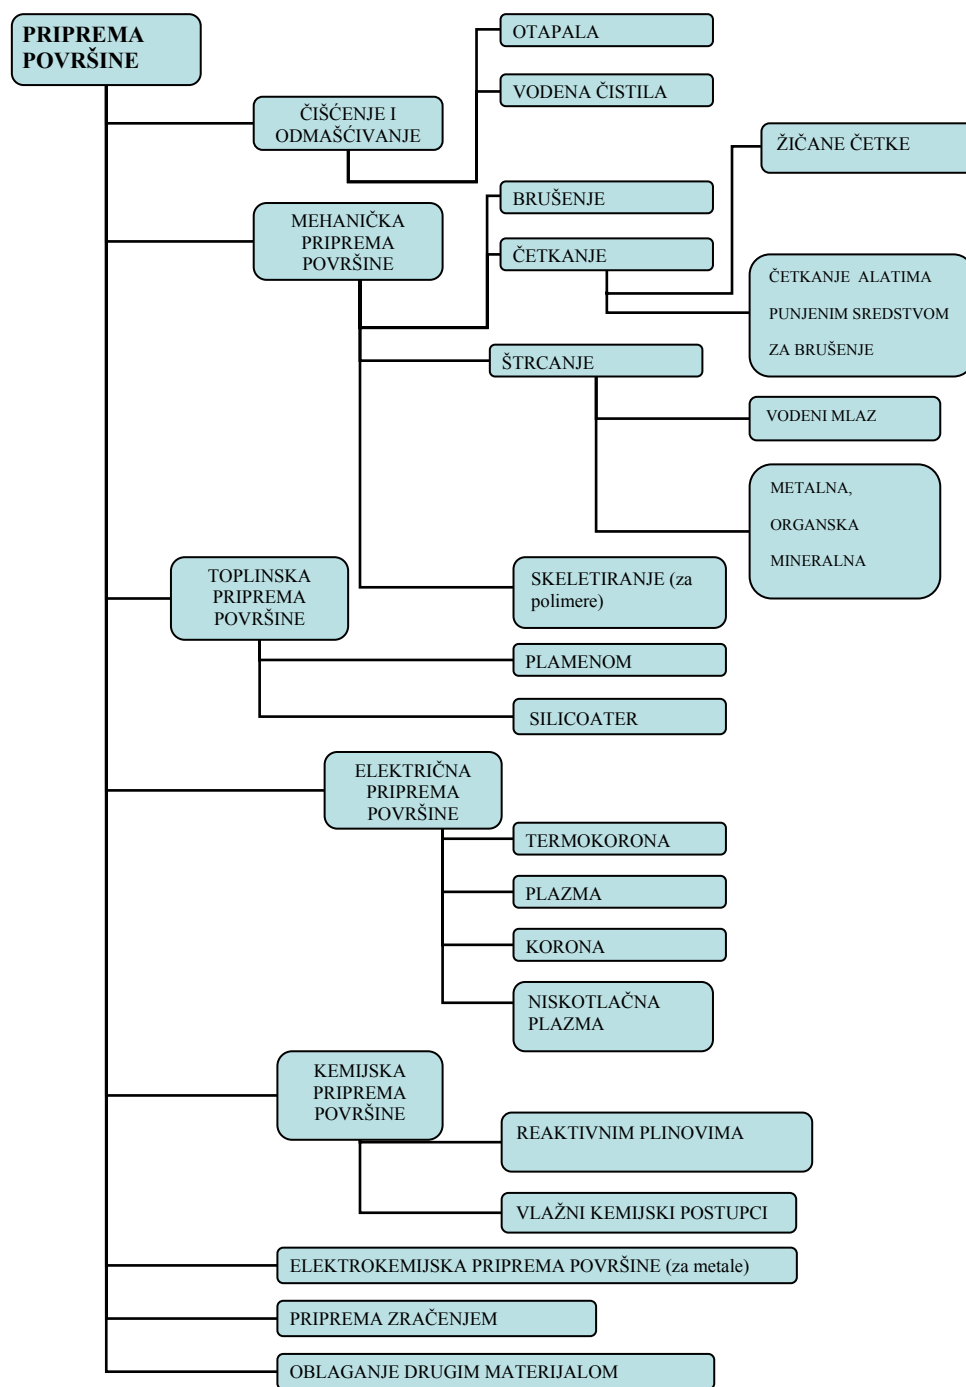 PRIPREMA
POVRŠINE
OTAPALA
VODENA ČISTILA
ČIŠĆENJE I
ODMAŠĆIVANJE
ŽIČANE ČETKE
BRUŠENJE
MEHANIČKA
PRIPREMA
POVRŠINE
ČETKANJE
ČETKANJE ALATIMA
PUNJENIM SREDSTVOM
ZA BRUŠENJE
ŠTRCANJE
VODENI MLAZ
METALNA,
ORGANSKA
MINERALNA
TOPLINSKA
PRIPREMA
POVRŠINE
SKELETIRANJE (za
polimere)
PLAMENOM
SILICOATER
ELEKTRIČNA
PRIPREMA
POVRŠINE
TERMOKORONA
PLAZMA
KORONA
NISKOTLAČNA
PLAZMA
KEMIJSKA
PRIPREMA
POVRŠINE
REAKTIVNIM PLINOVIMA
VLAŽNI KEMIJSKI POSTUPCI
ELEKTROKEMIJSKA PRIPREMA POVRŠINE (za metale)
PRIPREMA ZRAČENJEM
OBLAGANJE DRUGIM MATERIJALOM